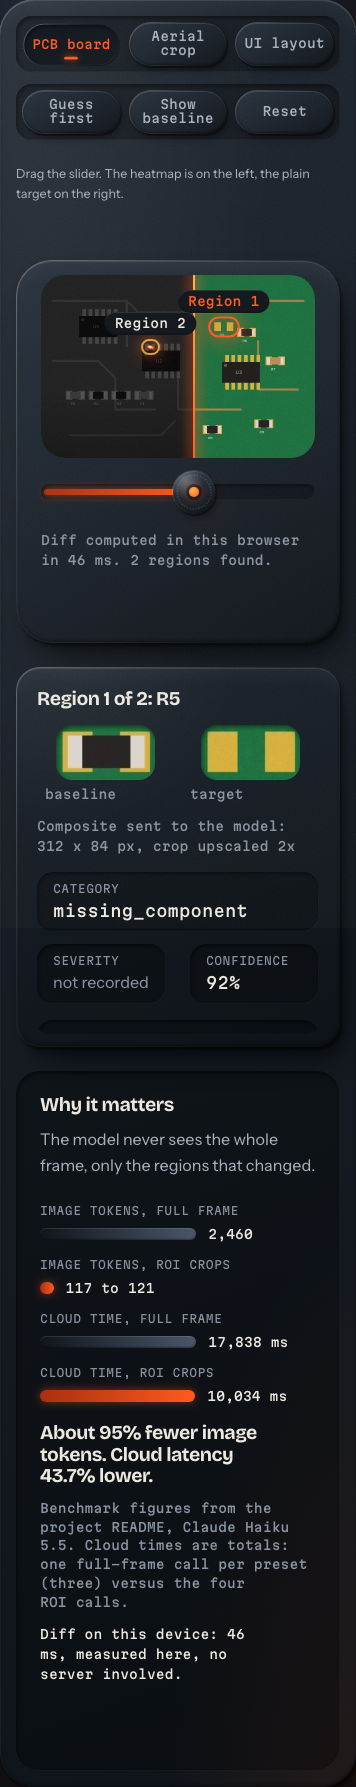 PCB board
Aerial
crop
UI layout
Guess
first
Show
baseline
Reset
Drag the slider. The heatmap is on the left, the plain
target on the right.
Region 1
Region 2
Diff computed in this browser
in 46 ms. 2 regions found.
Region 1 of 2: R5
baseline
target
Composite sent to the model:
312 x 84 px, crop upscaled 2x
CATEGORY
missing_component
SEVERITY
not recorded
CONFIDENCE
92%
Why it matters
The model never sees the whole
frame, only the regions that changed.
IMAGE TOKENS, FULL FRAME
2,460
IMAGE TOKENS, ROI CROPS
117 to 121
CLOUD TIME, FULL FRAME
17,838 ms
CLOUD TIME, ROI CROPS
10,034 ms
About 95% fewer image
tokens. Cloud latency
43.7% lower.
Benchmark figures from the
project README, Claude Haiku
5.5. Cloud times are totals:
one full-frame call per preset
(three) versus the four
ROI calls.
Diff on this device: 46
ms, measured here, no
server involved.